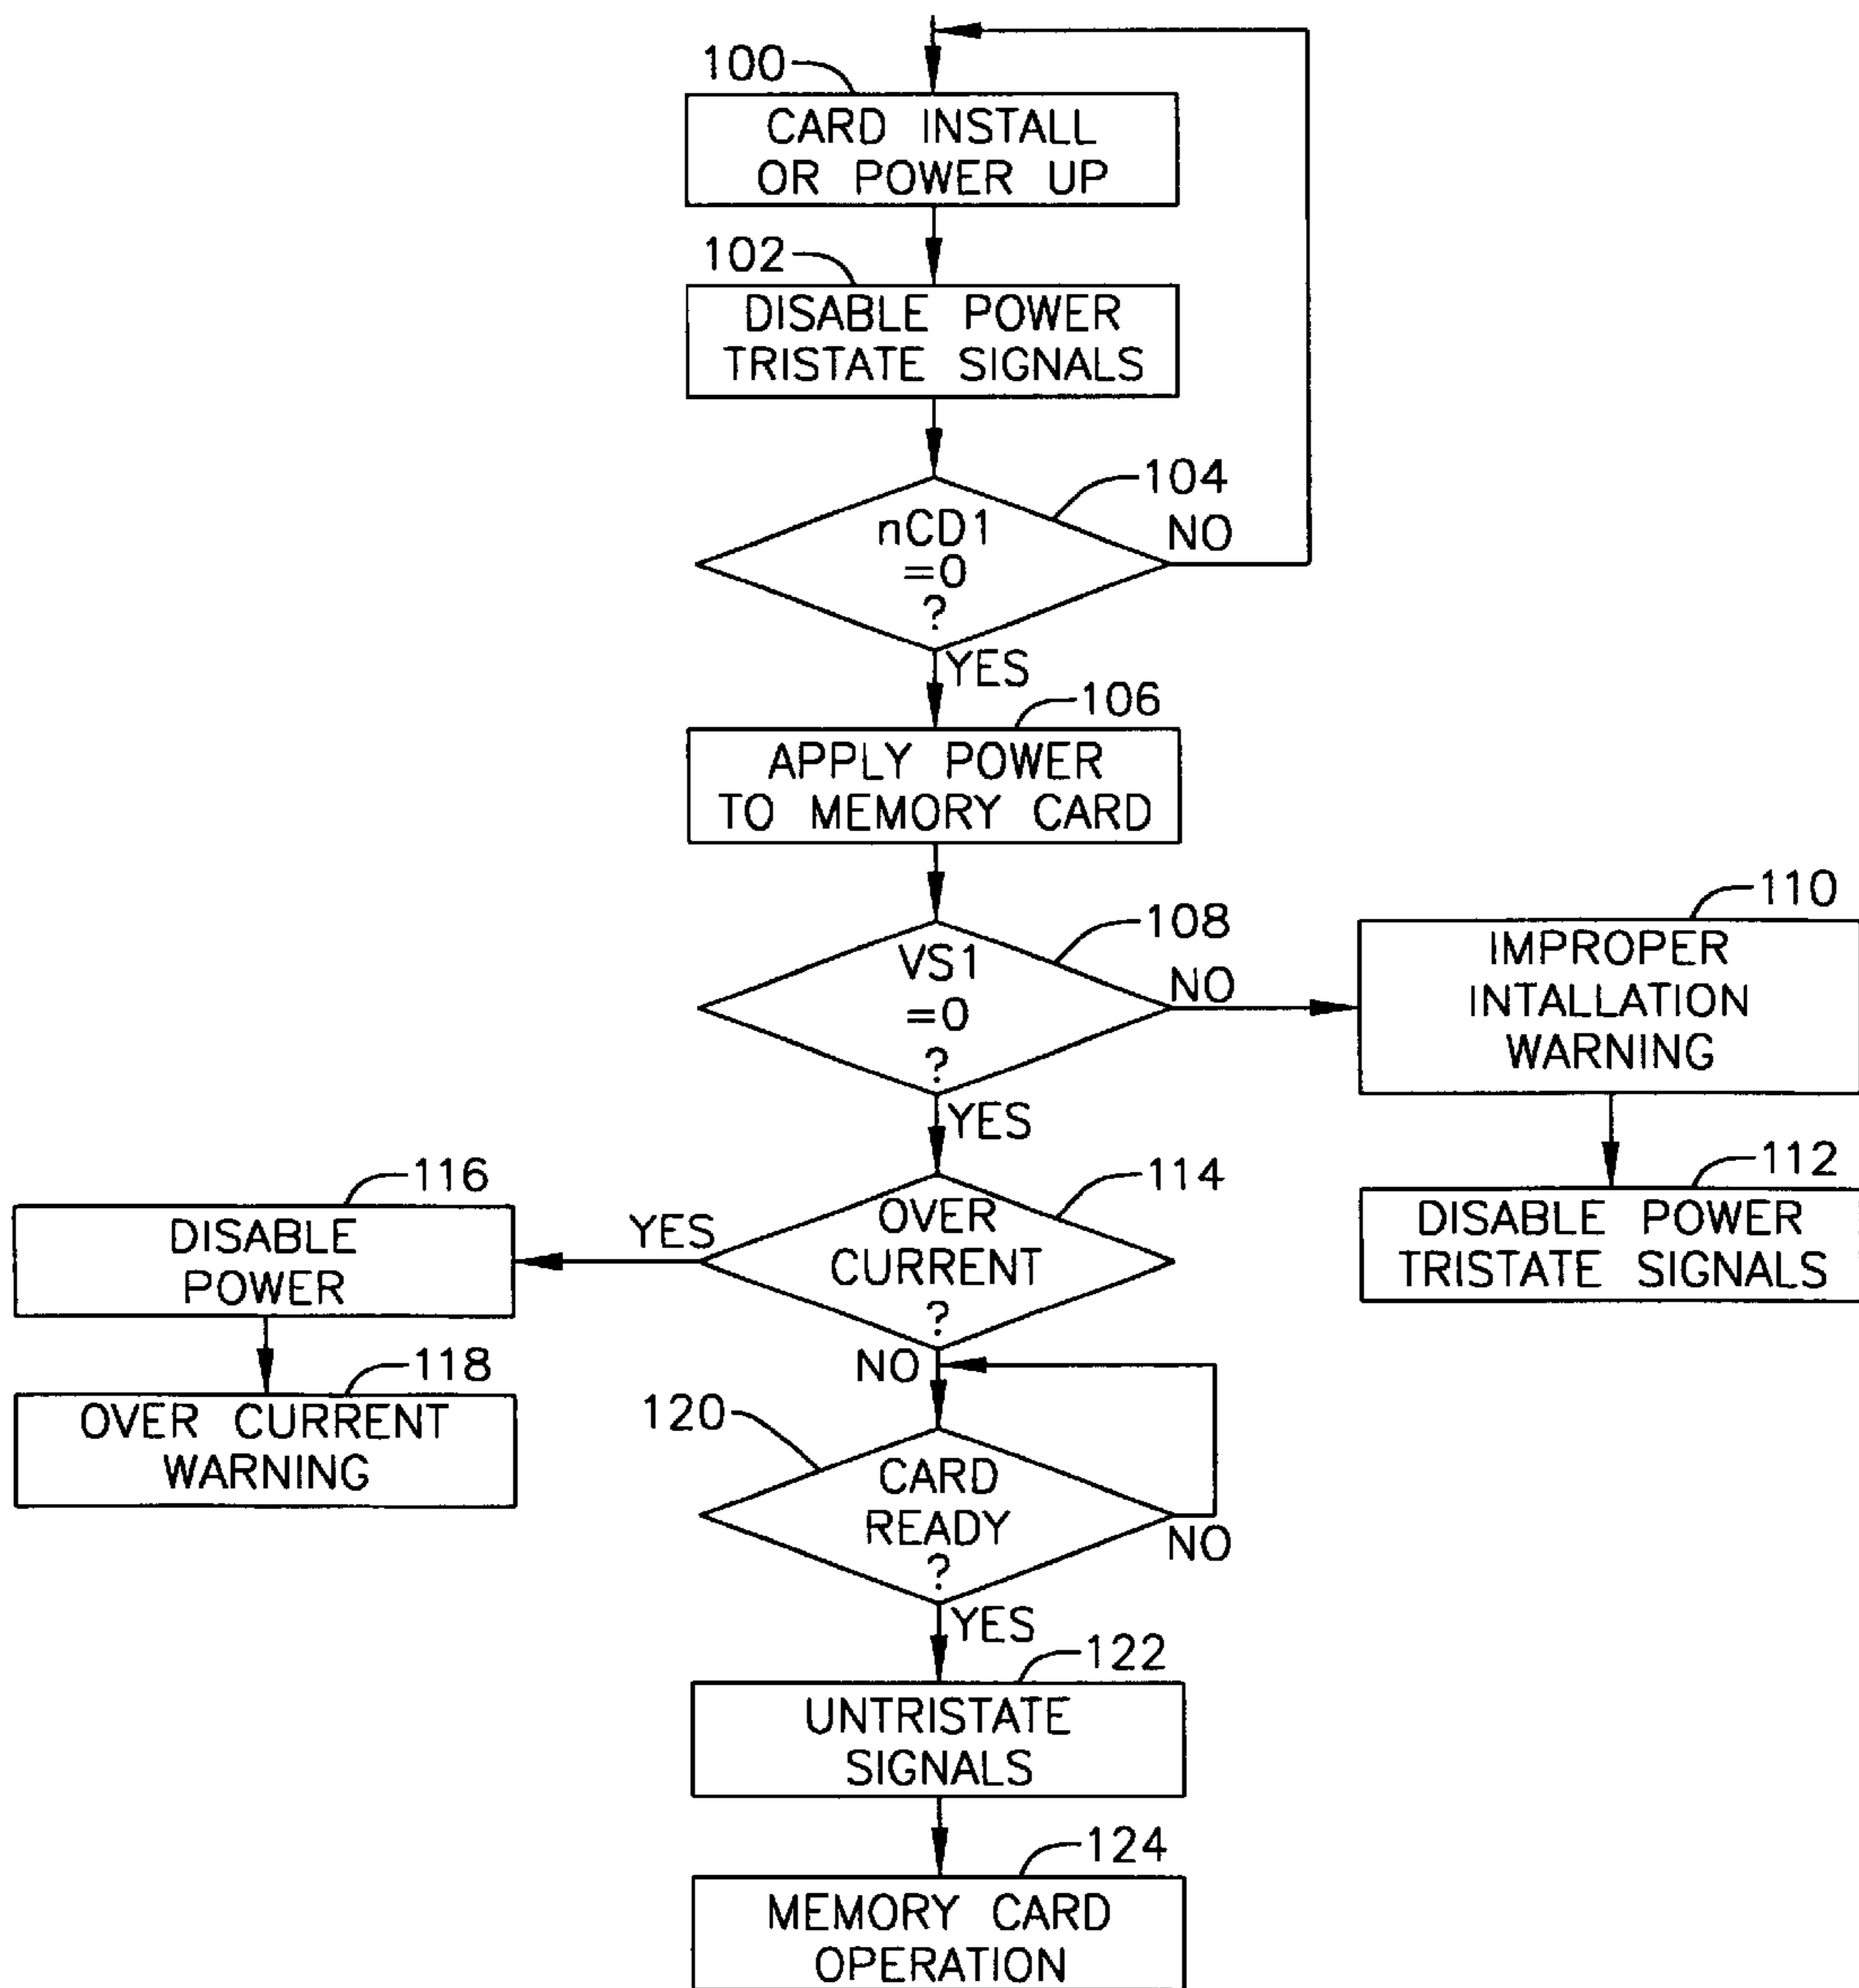 100
CARD INSTALL
OR POWER UP
102
DISABLE POWER
TRISTATE SIGNALS
104
nCD1
=0
?
NO
YES
106
APPLY POWER
TO MEMORY CARD
108
VS1
=0
?
NO
YES
110
IMPROPER
INTALLATION
WARNING
112
DISABLE POWER
TRISTATE SIGNALS
114
OVER
CURRENT
?
YES
NO
116
DISABLE
POWER
118
OVER CURRENT
WARNING
120
CARD
READY
?
NO
YES
122
UNTRISTATE
SIGNALS
124
MEMORY CARD
OPERATION